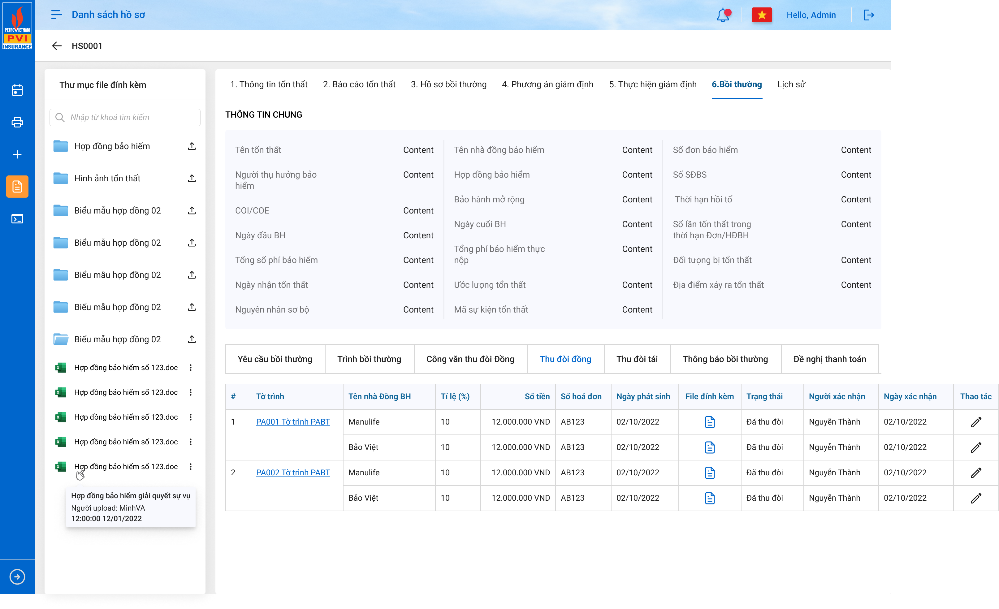 PETROVIETNAM
PVI
INSURANCE
Danh sách hồ sơ
Hello, Admin
HS0001
Thư mục file đính kèm
Nhập từ khoá tìm kiếm
Hợp đồng bảo hiểm
Hình ảnh tổn thất
Biểu mẫu hợp đồng 02
Biểu mẫu hợp đồng 02
Biểu mẫu hợp đồng 02
Biểu mẫu hợp đồng 02
Biểu mẫu hợp đồng 02
Hợp đồng bảo hiểm số 123.doc
Hợp đồng bảo hiểm số 123.doc
Hợp đồng bảo hiểm số 123.doc
Hợp đồng bảo hiểm số 123.doc
Hợp đồng bảo hiểm số 123.doc
Hợp đồng bảo hiểm giải quyết sự vụ
Người upload: MinhVA
12:00:00 12/01/2022
1. Thông tin tổn thất 2. Báo cáo tổn thất 3. Hồ sơ bồi thường 4. Phương án giám định 5. Thực hiện giám định 6.Bồi thường Lịch sử
THÔNG TIN CHUNG
Tên tổn thất Content
Người thụ hưởng bảo Content
hiểm
COI/COE Content
Ngày đầu BH Content
Tổng số phí bảo hiểm Content
Ngày nhận tổn thất Content
Nguyên nhân sơ bộ Content
Tên nhà đồng bảo hiểm Content
Hợp đồng bảo hiểm Content
Bảo hành mở rộng Content
Ngày cuối BH Content
Tổng phí bảo hiểm thực Content
nộp
Ước lượng tổn thất Content
Mã sự kiện tổn thất Content
Số đơn bảo hiểm Content
Số SĐBS Content
Thời hạn hồi tố Content
Số lần tổn thất trong Content
thời hạn Đơn/HĐBH
Đối tượng bị tổn thất Content
Địa điểm xảy ra tổn thất Content
Yêu cầu bồi thường Trình bồi thường Công văn thu đòi Đồng Thu đòi đồng Thu đòi tái Thông báo bồi thường Đề nghị thanh toán
# Tờ trình Tên nhà Đồng BH Tỉ lệ (%) Số tiền Số hoá đơn Ngày phát sinh File đính kèm Trạng thái Người xác nhận Ngày xác nhận Thao tác
1 PA001 Tờ trình PABT Manulife 10 12.000.000 VND AB123 02/10/2022 Đã thu đòi Nguyễn Thành 02/10/2022
Bảo Việt 10 12.000.000 VND AB123 02/10/2022 Đã thu đòi Nguyễn Thành 02/10/2022
2 PA002 Tờ trình PABT Manulife 10 12.000.000 VND AB123 02/10/2022 Đã thu đòi Nguyễn Thành 02/10/2022
Bảo Việt 10 12.000.000 VND AB123 02/10/2022 Đã thu đòi Nguyễn Thành 02/10/2022